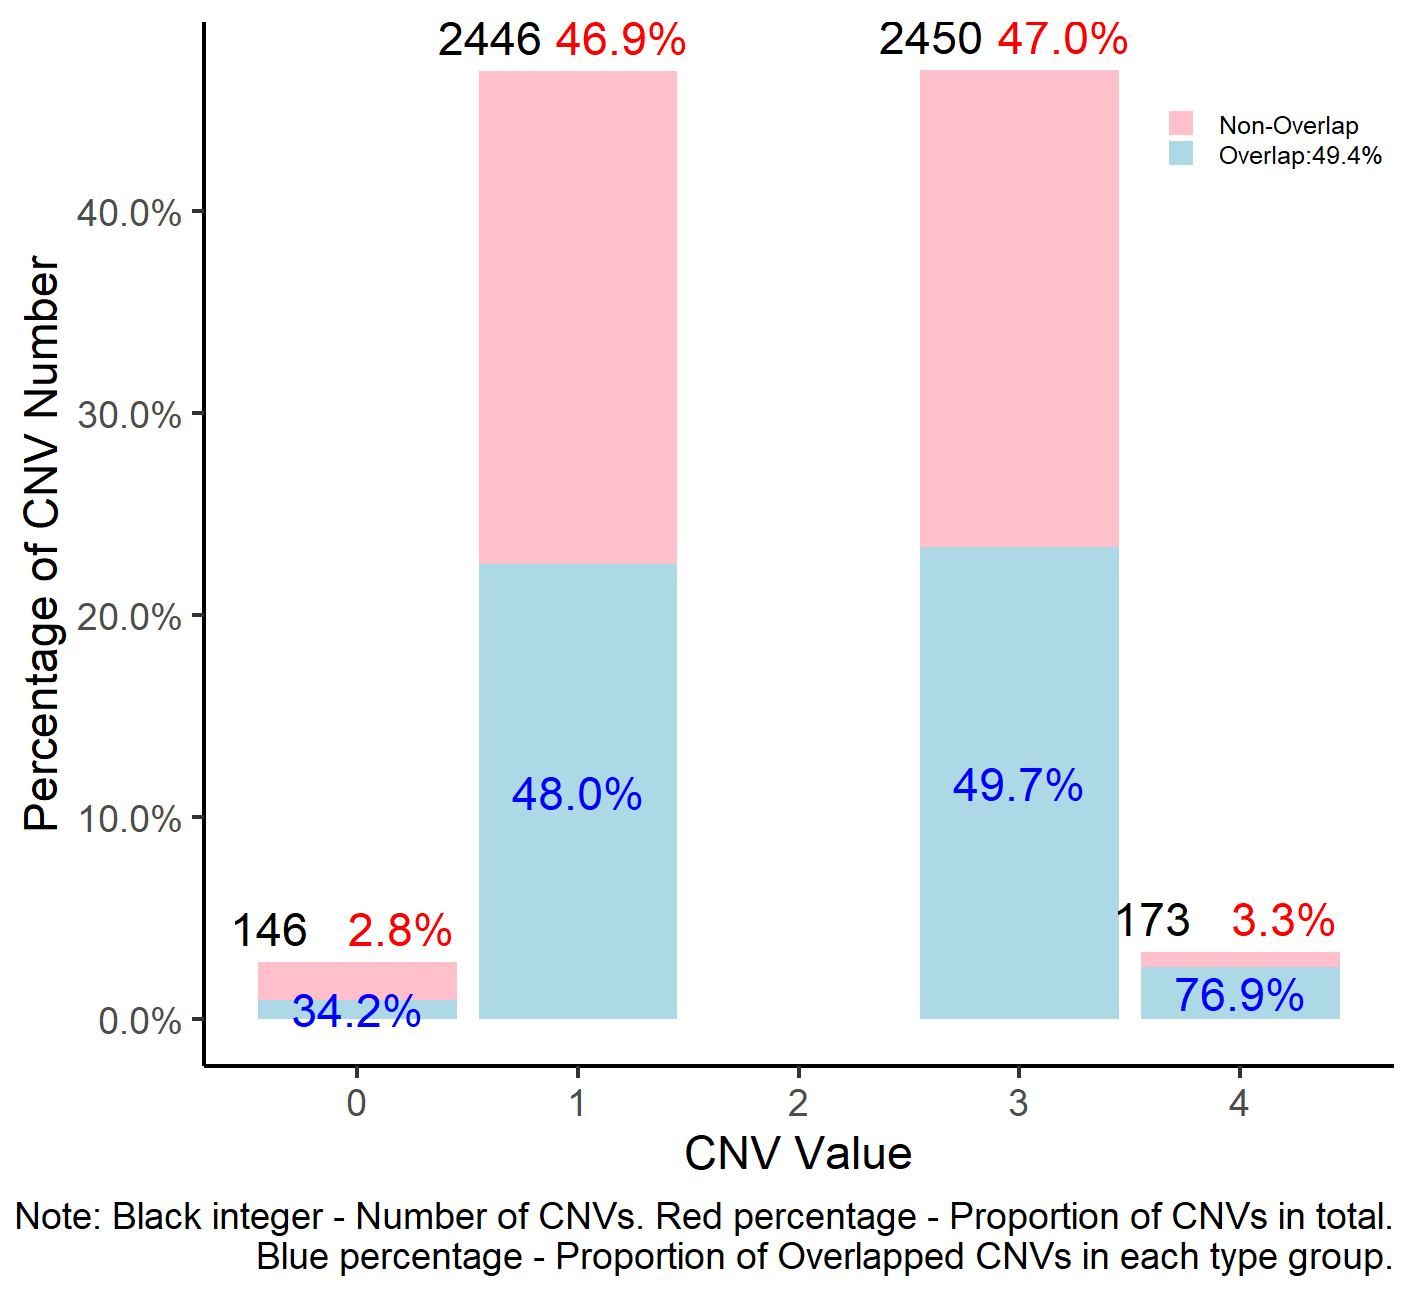 2446 46.9%
2450 47.0%
Non-Overlap
Overlap:49.4%
40.0%
30.0%
20.0%
10.0%
0.0%
Percentage of CNV Number
48.0%
49.7%
146 2.8%
34.2%
173 3.3%
76.9%
0 1 2 3 4
CNV Value
Note: Black integer - Number of CNVs. Red percentage - Proportion of CNVs in total.
Blue percentage - Proportion of Overlapped CNVs in each type group.